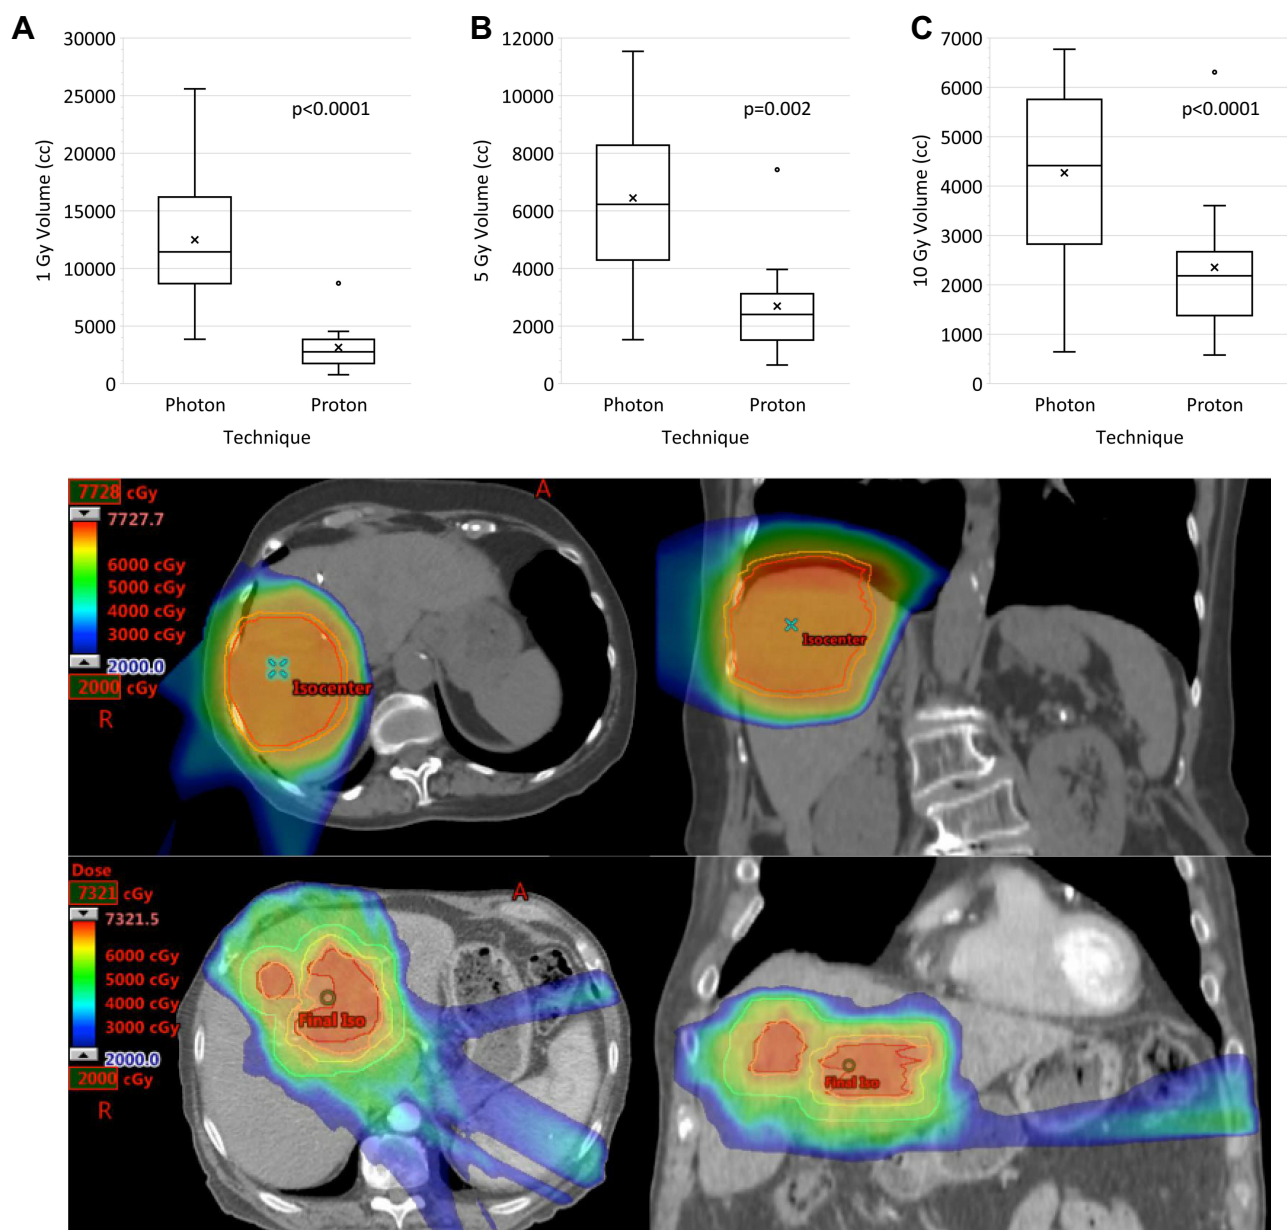 A
30000
25000
20000
15000
10000
5000
0
1 Gy Volume (cc)
p<0.0001
Photon
Proton
Technique
B
12000
10000
8000
6000
4000
2000
0
5 Gy Volume (cc)
p=0.002
Photon
Proton
Technique
C
7000
6000
5000
4000
3000
2000
1000
0
10 Gy Volume (cc)
p<0.0001
Photon
Proton
Technique
7728 cGy
7727.7
6000 cGy
5000 cGy
4000 cGy
3000 cGy
2000.0
2000 cGy
R
A
Isocenter
Isocenter
Dose
7321 cGy
7321.5
6000 cGy
5000 cGy
4000 cGy
3000 cGy
2000.0
2000 cGy
R
A
Final Iso
Final Iso